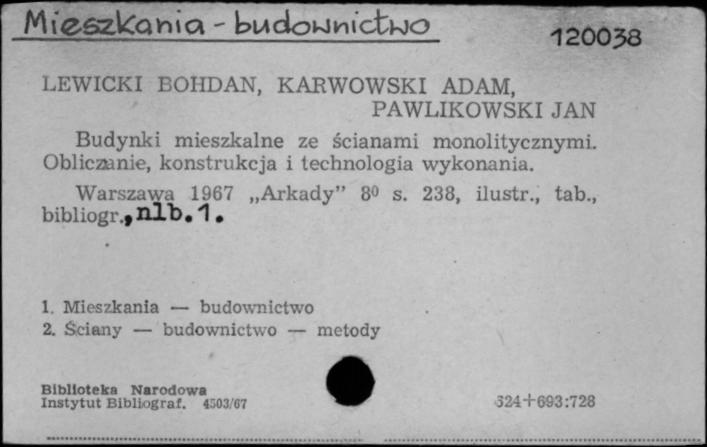 Mieszkania - budownictwo
120038
LEWICKI BOHDAN, KARWOWSKI ADAM,
PAWLIKOWSKI JAN
Budynki mieszkalne ze ścianami monolitycznymi.
Obliczanie, konstrukcja i technologia wykonania.
Warszawa 1967 „Arkady” 8⁰ s. 238, ilustr., tab.,
bibliogr., nlb. 1.
1. Mieszkania — budownictwo
2. Ściany — budownictwo — metody
Biblioteka Narodowa
Instytut Bibliograf. 4503/67
624+693:728